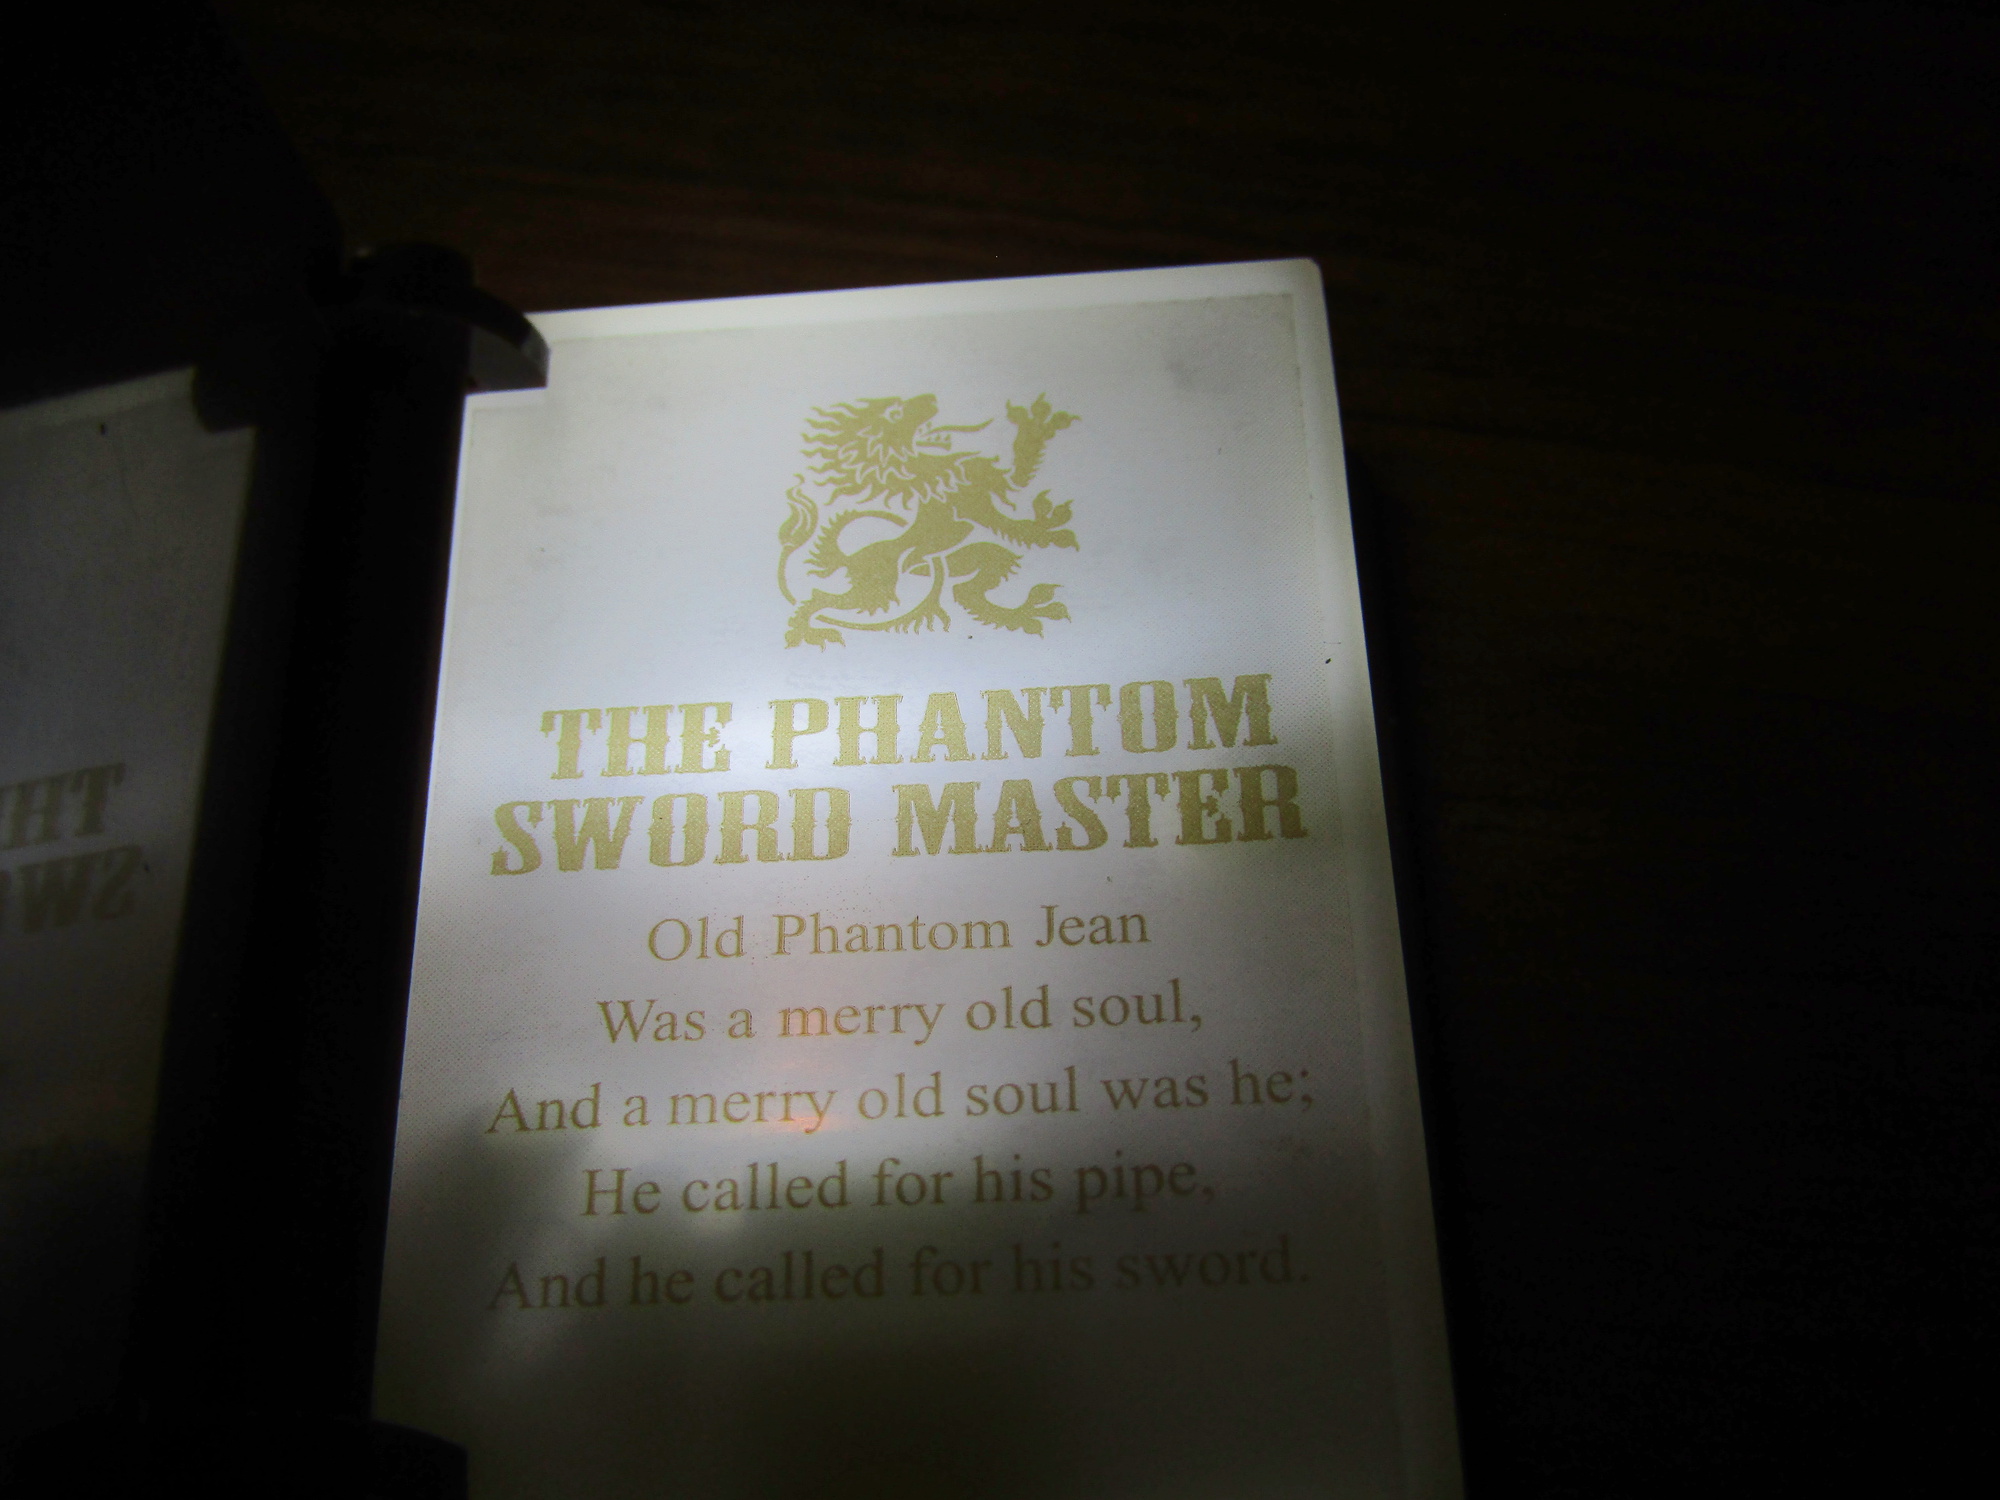 THE PHANTOM
SWORD MASTER
Old Phantom Jean
Was a merry old soul,
And a merry old soul was he;
He called for his pipe,
And he called for his sword.